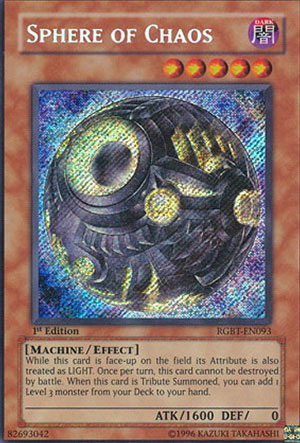 SPHERE OF CHAOS
DARK
闇
1st Edition
RGBT-EN093
[MACHINE/EFFECT]
While this card is face-up on the field its Attribute is also
treated as LIGHT. Once per turn, this card cannot be destroyed
by battle. When this card is Tribute Summoned, you can add 1
Level 3 monster from your Deck to your hand.
ATK/1600 DEF/ 0
82693042
©1996 KAZUKI TAKAHASHI